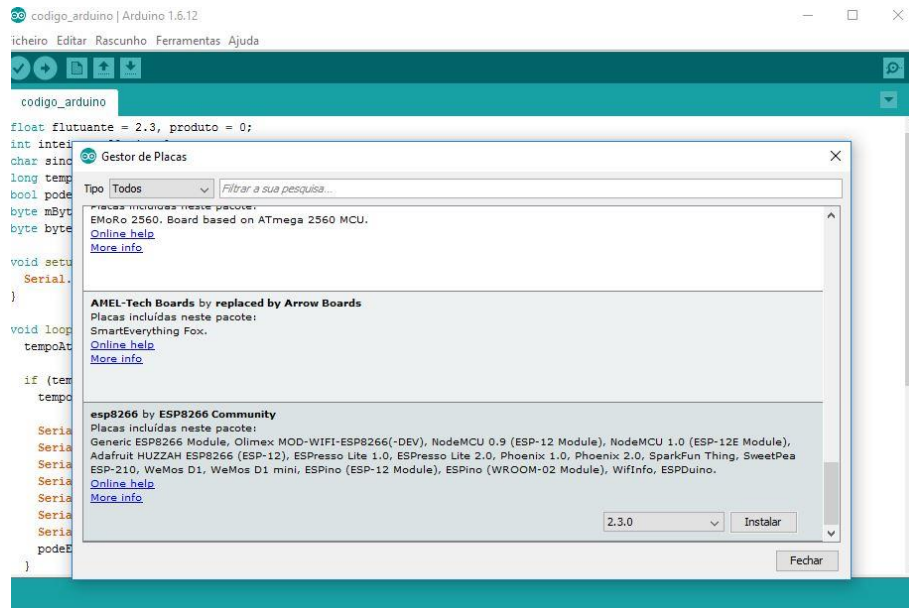 codigo_arduino | Arduino 1.6.12
icheiro Editar Rascunho Ferramentas Ajuda
codigo_arduino
float flutuante = 2.3, produto = 0;
int intei
char sinc
long temp
bool pode
byte mByt
byte byte
void setu
Serial.
}
void loop
tempoAt
if (tem
tempo
Seria
Seria
Seria
Seria
Seria
Seria
Seria
podeE
}
Gestor de Placas
Tipo Todos Filtrar a sua pesquisa...
Placas incluídas neste pacote:
EMoRo 2560. Board based on ATmega 2560 MCU.
Online help
More info
AMEL-Tech Boards by replaced by Arrow Boards
Placas incluídas neste pacote:
SmartEverything Fox.
Online help
More info
esp8266 by ESP8266 Community
Placas incluídas neste pacote:
Generic ESP8266 Module, Olimex MOD-WIFI-ESP8266(-DEV), NodeMCU 0.9 (ESP-12 Module), NodeMCU 1.0 (ESP-12E Module),
Adafruit HUZZAH ESP8266 (ESP-12), ESPresso Lite 1.0, ESPresso Lite 2.0, Phoenix 1.0, Phoenix 2.0, SparkFun Thing, SweetPea
ESP-210, WeMos D1, WeMos D1 mini, ESPino (ESP-12 Module), ESPino (WROOM-02 Module), WifInfo, ESPDuino.
Online help
More info
2.3.0 Instalar
Fechar